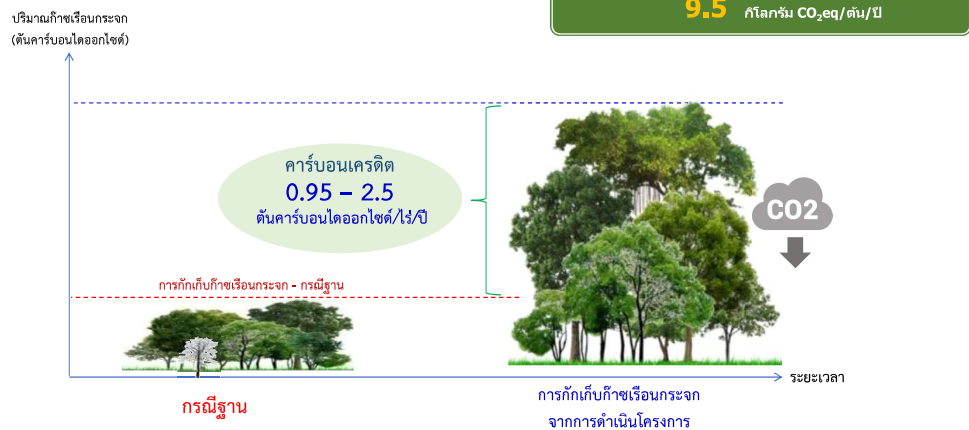 9.5 กิโลกรัม CO₂eq/ต้น/ปี
ปริมาณก๊าซเรือนกระจก
(ตันคาร์บอนไดออกไซด์)
คาร์บอนเครดิต
0.95 – 2.5
ตันคาร์บอนไดออกไซด์/ไร่/ปี
CO2
การกักเก็บก๊าซเรือนกระจก - กรณีฐาน
ระยะเวลา
กรณีฐาน
การกักเก็บก๊าซเรือนกระจก
จากการดำเนินโครงการ